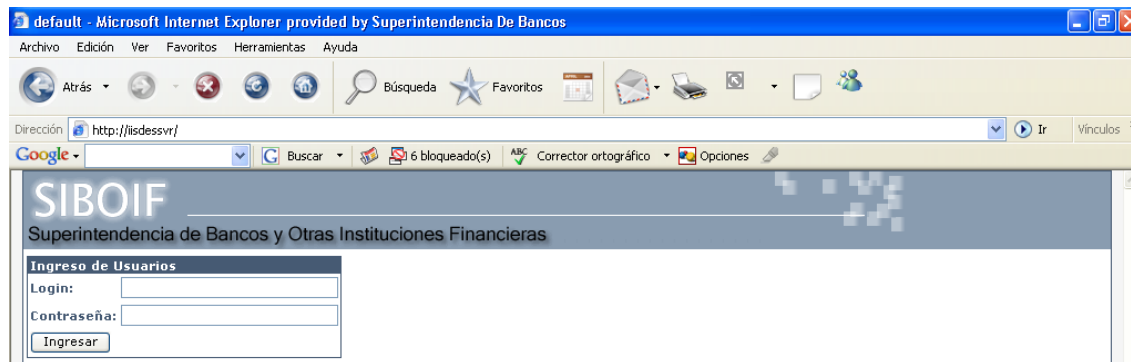 default - Microsoft Internet Explorer provided by Superintendencia De Bancos
Archivo Edición Ver Favoritos Herramientas Ayuda
Atrás Búsqueda Favoritos
Dirección http://iisdessvr/ Ir Vínculos
Google Buscar 6 bloqueado(s) ABC Corrector ortográfico Opciones
SIBOIF
Superintendencia de Bancos y Otras Instituciones Financieras
Ingreso de Usuarios
Login:
Contraseña:
Ingresar